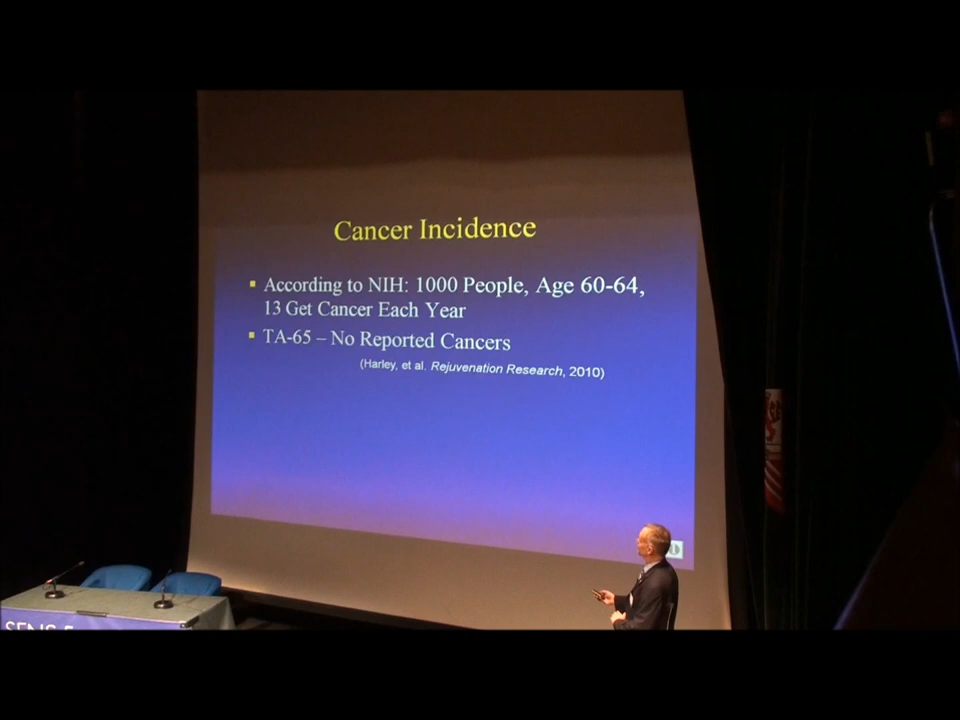 Cancer Incidence
▪ According to NIH: 1000 People, Age 60-64,
13 Get Cancer Each Year
▪ TA-65 – No Reported Cancers
(Harley, et al. Rejuvenation Research, 2010)